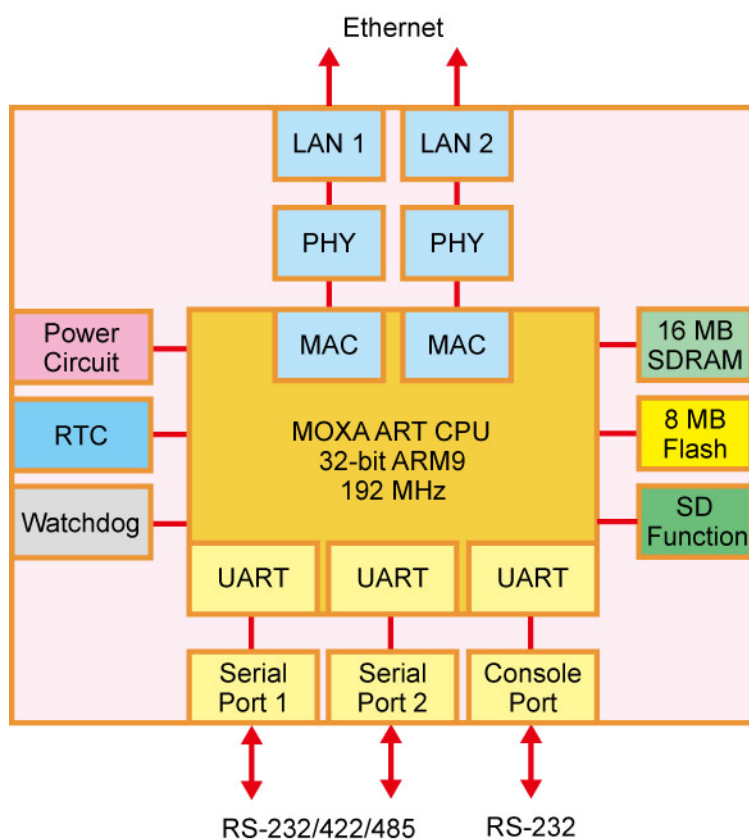 Ethernet
LAN 1
LAN 2
PHY
PHY
MAC
MAC
Power
Circuit
RTC
Watchdog
MOXA ART CPU
32-bit ARM9
192 MHz
16 MB
SDRAM
8 MB
Flash
SD
Function
UART
UART
UART
Serial
Port 1
Serial
Port 2
Console
Port
RS-232/422/485
RS-232